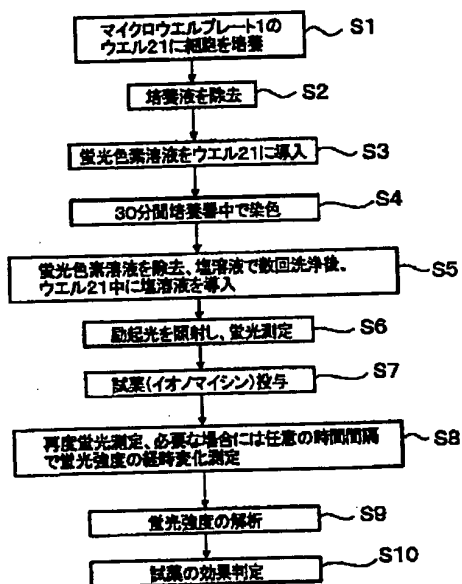 マイクロウエルプレート1の
ウエル21に細胞を培養
S1
培養液を除去
S2
蛍光色素溶液をウエル21に導入
S3
30分間培養器中で染色
S4
蛍光色素溶液を除去、塩溶液で数回洗浄後。
ウエル21中に塩溶液を導入
S5
励起光を照射し、蛍光測定
S6
試薬(イオノマイシン)投与
S7
再度蛍光測定、必要な場合には任意の時間間隔
で蛍光強度の経時変化測定
S8
蛍光強度の解析
S9
試薬の効果判定
S10